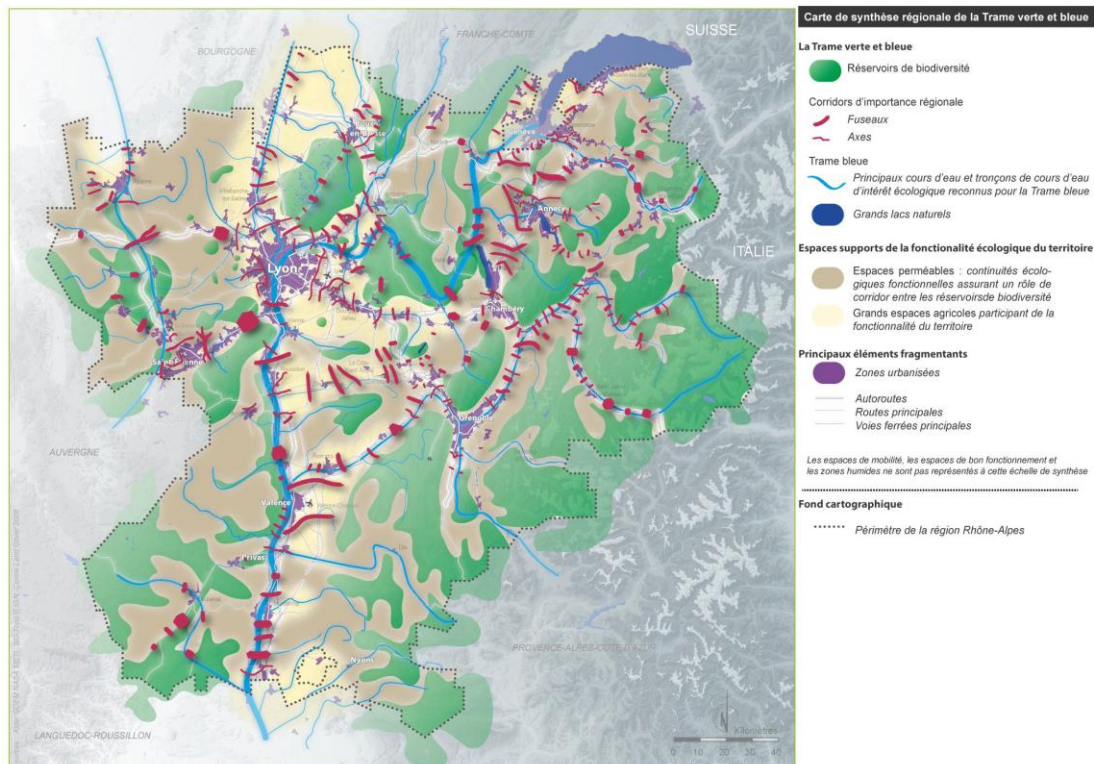 Carte de synthèse régionale de la Trame verte et bleue
La Trame verte et bleue
Réservoirs de biodiversité
Corridors d'importance régionale
Fuseaux
Axes
Trame bleue
Principaux cours d'eau et tronçons de cours d'eau
d'intérêt écologique reconnus pour la Trame bleue
Grands lacs naturels
Espaces supports de la fonctionalité écologique du territoire
Espaces perméables : continuités écolo-
giques fonctionnelles assurant un rôle de
corridor entre les réservoirsde biodiversité
Grands espaces agricoles participant de la
fonctionalité du territoire
Principaux éléments fragmentants
Zones urbanisées
Autoroutes
Routes principales
Voies ferrées principales
Les espaces de mobilité, les espaces de bon fonctionnement et
les zones humides ne sont pas représentés à cette échelle de synthèse
Fond cartographique
Périmètre de la région Rhône-Alpes
SUISSE
FRANCHE-COMTE
BOURGOGNE
Genève
Annecy
ITALIE
Lyon
Chambéry
Saint-Etienne
Grenoble
AUVERGNE
Valence
Privas
Nyons
PROVENCE-ALPES-COTE D'AZUR
LANGUEDOC-ROUSSILLON
N
Kilomètres
0 10 20 30 40